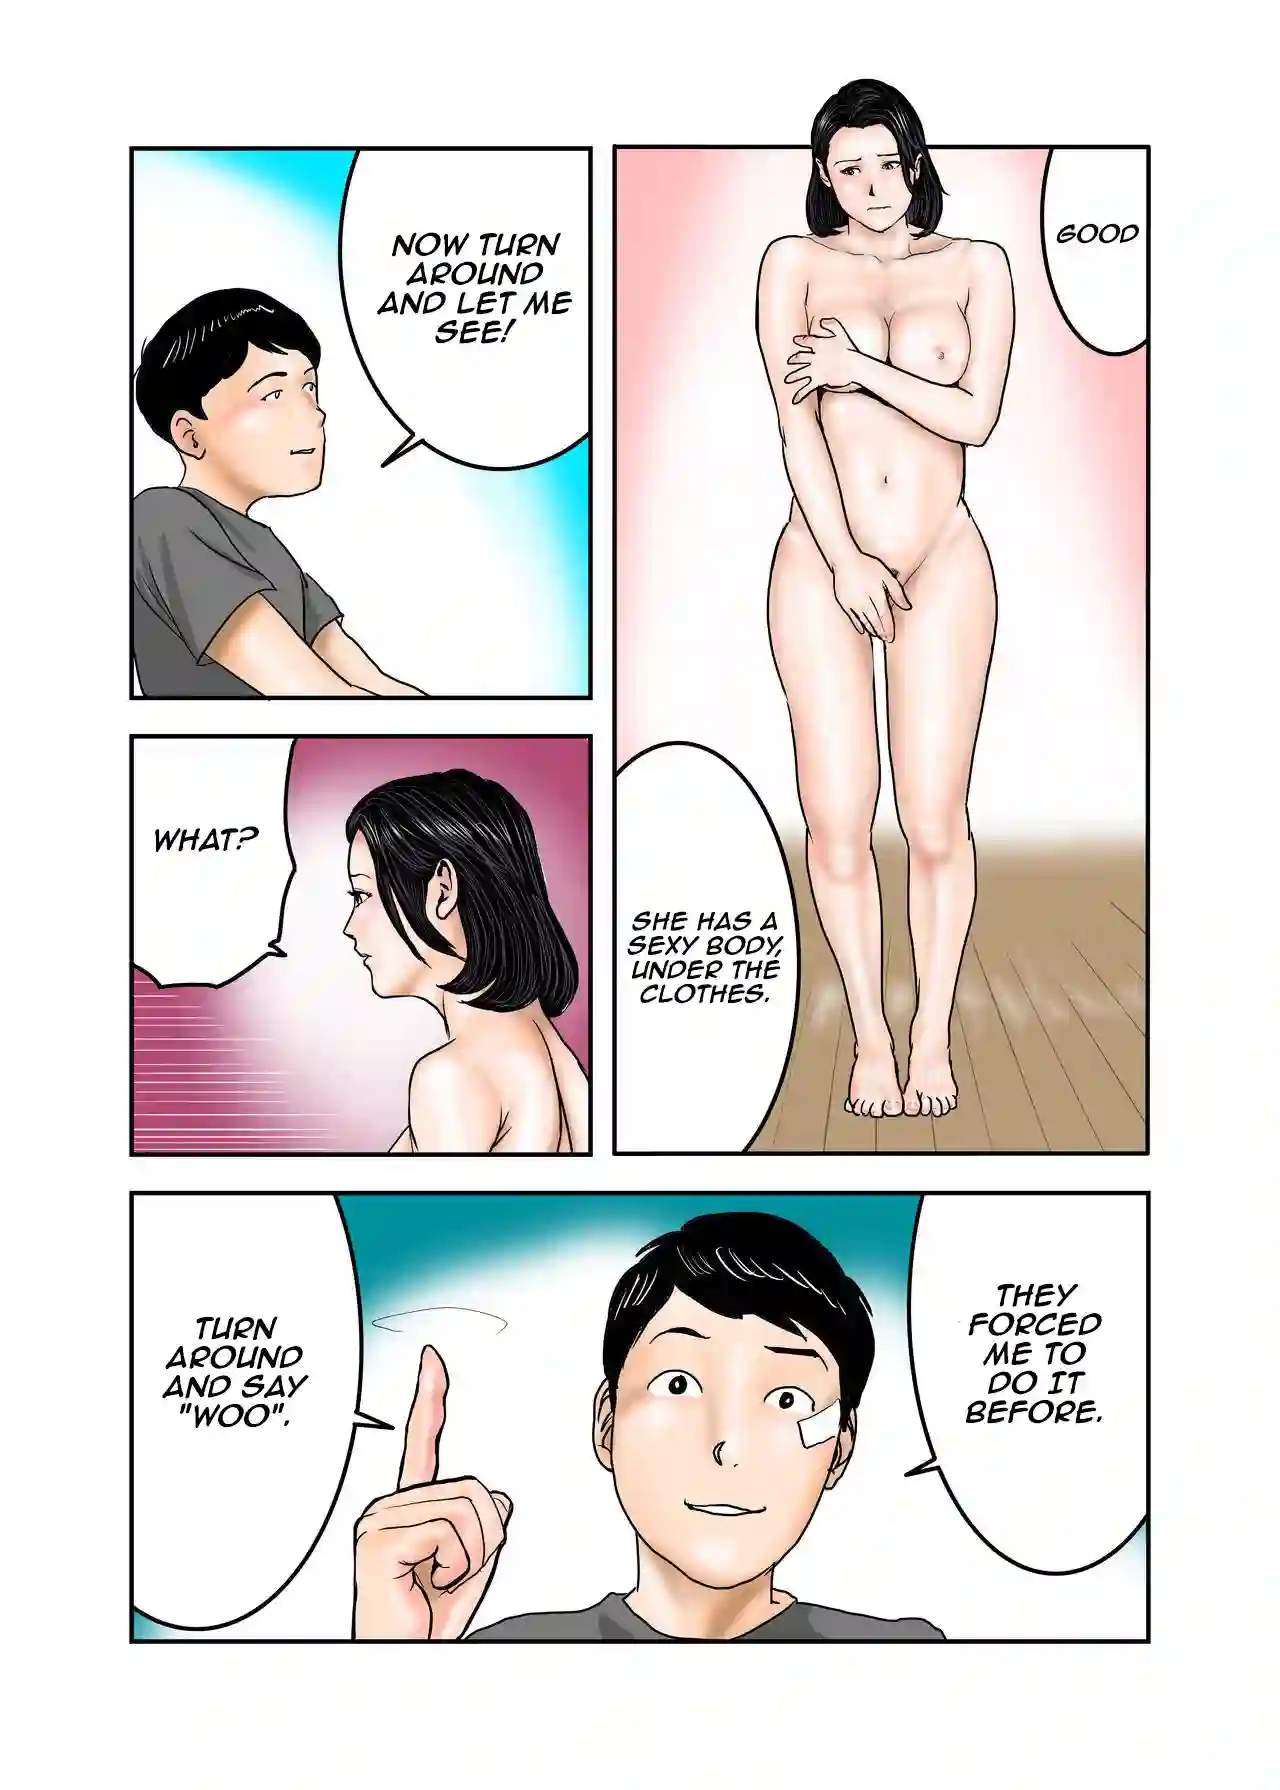 GOOD
SHE HAS A
SEXY BODY,
UNDER THE
CLOTHES.
NOW TURN
AROUND
AND LET ME
SEE!
WHAT?
THEY
FORCED
ME TO
DO IT
BEFORE.
TURN
AROUND
AND SAY
"WOO".